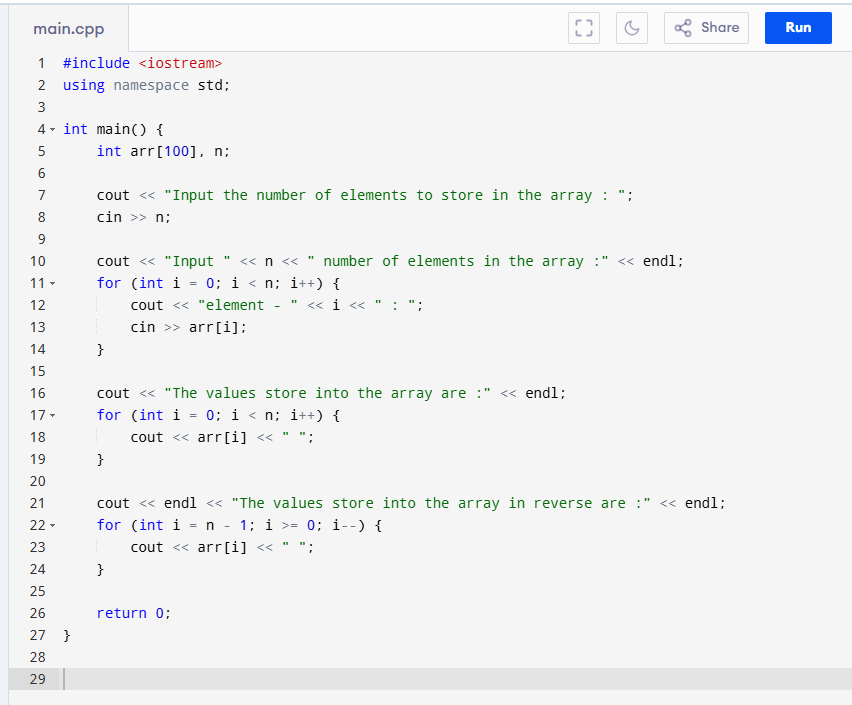 main.cpp
Share
Run
1 #include <iostream>
2 using namespace std;
3
4 int main() {
5     int arr[100], n;
6
7     cout << "Input the number of elements to store in the array : ";
8     cin >> n;
9
10     cout << "Input " << n << " number of elements in the array :" << endl;
11     for (int i = 0; i < n; i++) {
12         cout << "element - " << i << " : ";
13         cin >> arr[i];
14     }
15
16     cout << "The values store into the array are :" << endl;
17     for (int i = 0; i < n; i++) {
18         cout << arr[i] << " ";
19     }
20
21     cout << endl << "The values store into the array in reverse are :" << endl;
22     for (int i = n - 1; i >= 0; i--) {
23         cout << arr[i] << " ";
24     }
25
26     return 0;
27 }
28
29